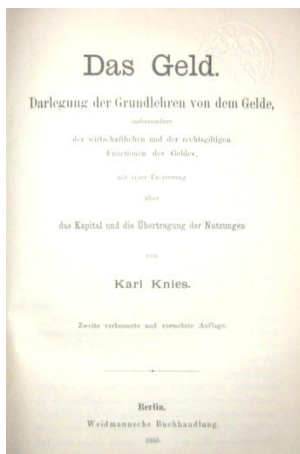 Das Geld.
Darlegung der Grundlehren von dem Gelde,
insbesondere
der wirtschaftlichen und der rechtsgiltigen
Functionen des Geldes,
mit einer Erörterung
über
das Kapital und die Übertragung der Nutzungen
von
Karl Knies.
Zweite verbesserte und vermehrte Auflage.
Berlin,
Weidmannsche Buchhandlung.
1885.